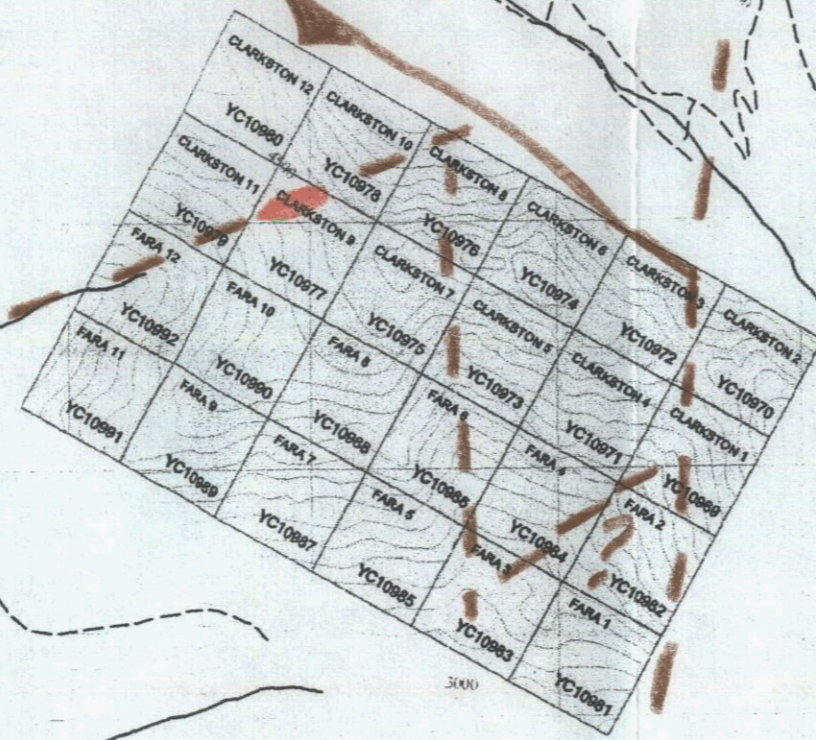 CLARKSTON 12
YC10980
CLARKSTON 10
YC10978
CLARKSTON 8
YC10976
CLARKSTON 6
YC10974
CLARKSTON 3
YC10972
CLARKSTON 2
YC10970
CLARKSTON 11
YC10979
CLARKSTON 9
YC10977
CLARKSTON 7
YC10975
CLARKSTON 5
YC10973
CLARKSTON 4
YC10971
CLARKSTON 1
YC10969
FARA 12
YC10992
FARA 10
YC10990
FARA 8
YC10988
FARA 6
YC10986
FARA 4
YC10984
FARA 2
?
YC10982
FARA 11
YC10991
FARA 9
YC10989
FARA 7
YC10987
FARA 5
YC10985
FARA 3
YC10983
FARA 1
YC10981
3000